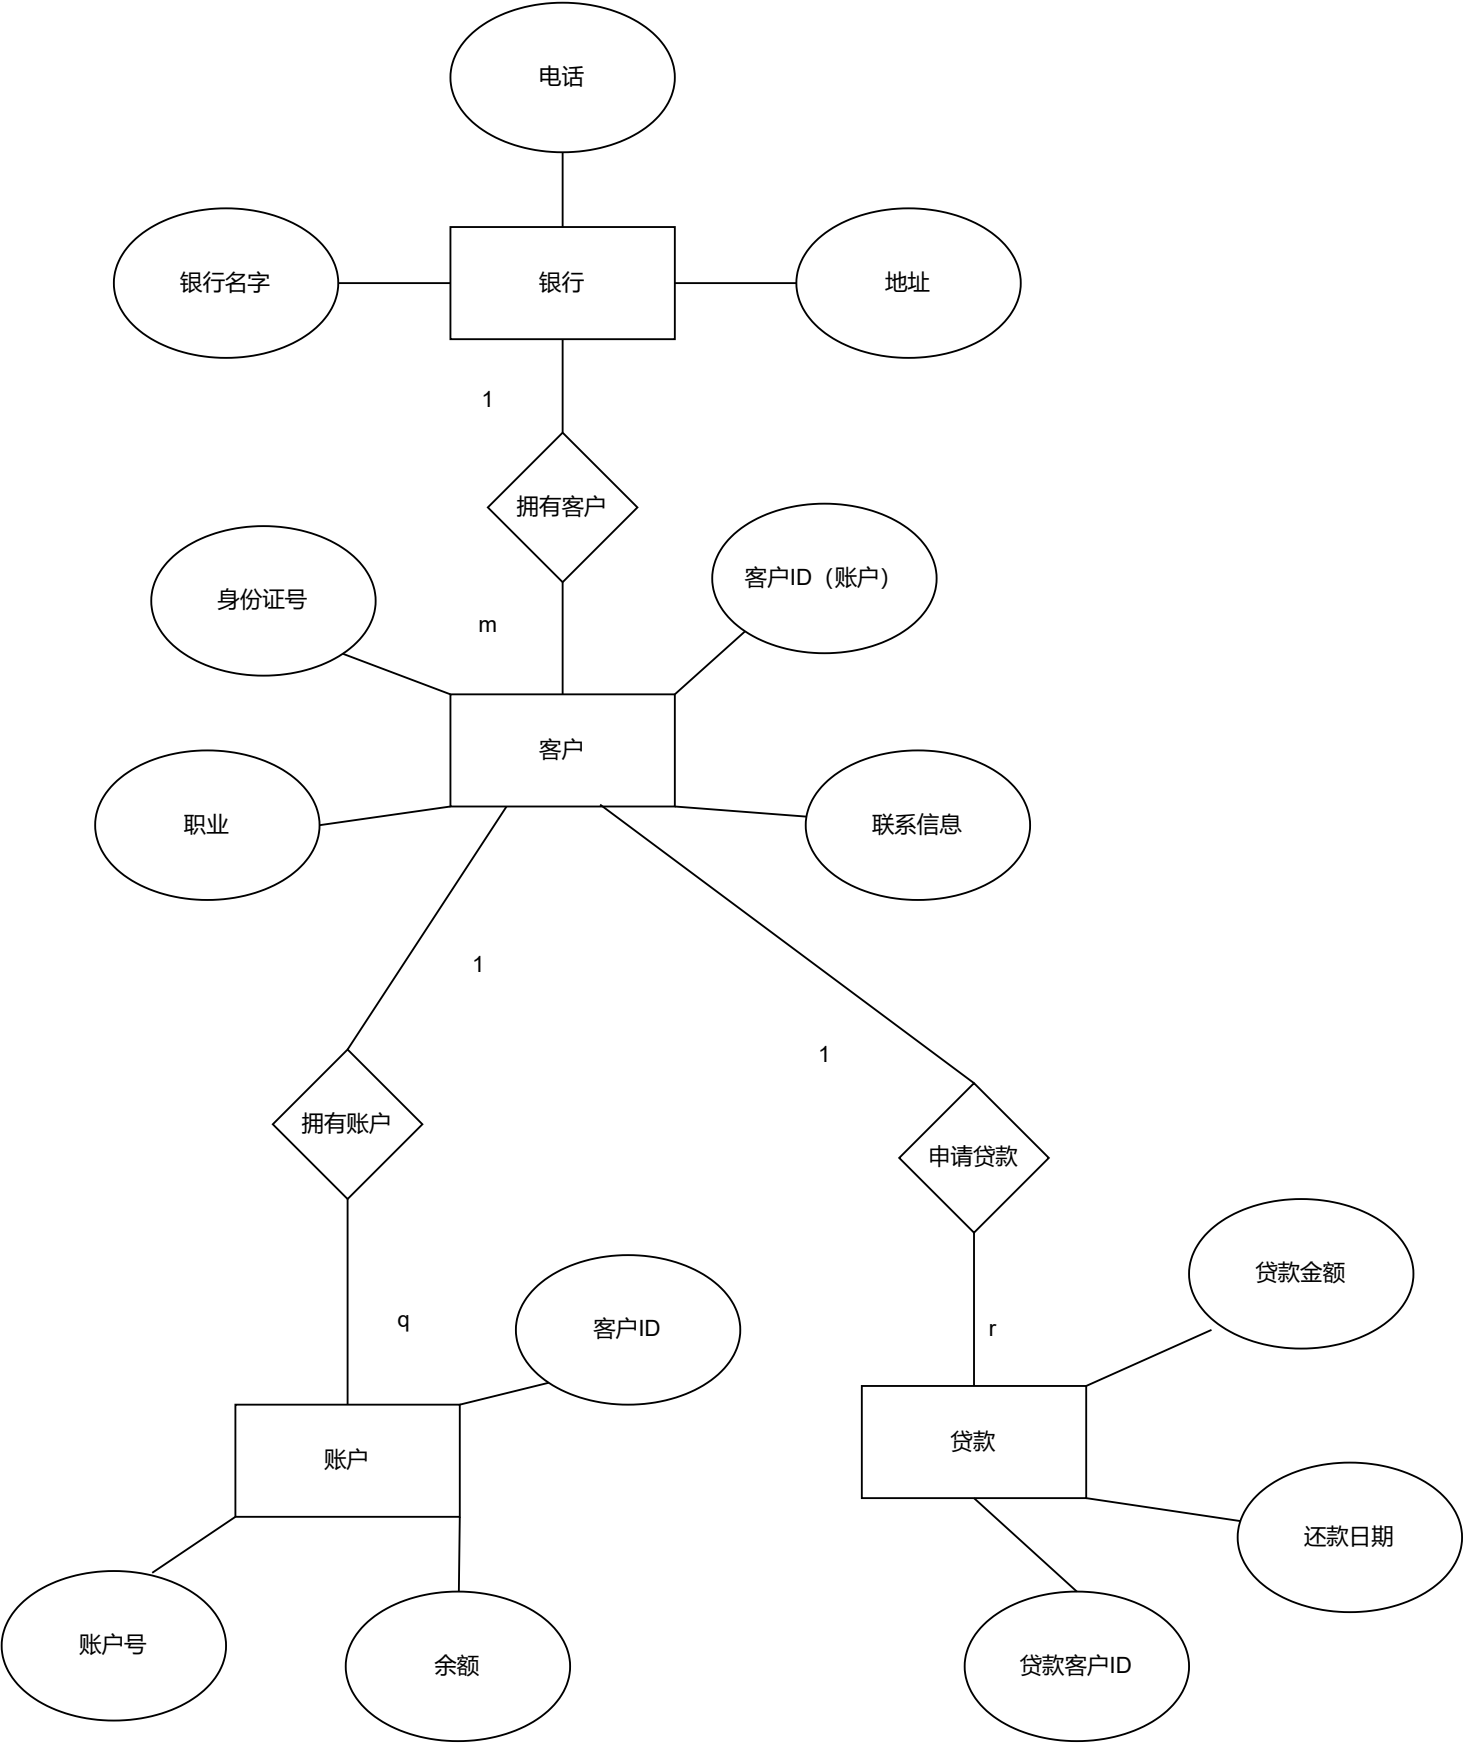 电话
银行名字
银行
地址
1
拥有客户
客户ID（账户）
身份证号
m
客户
职业
联系信息
1
1
拥有账户
申请贷款
贷款金额
q
客户ID
r
账户
贷款
还款日期
账户号
余额
贷款客户ID